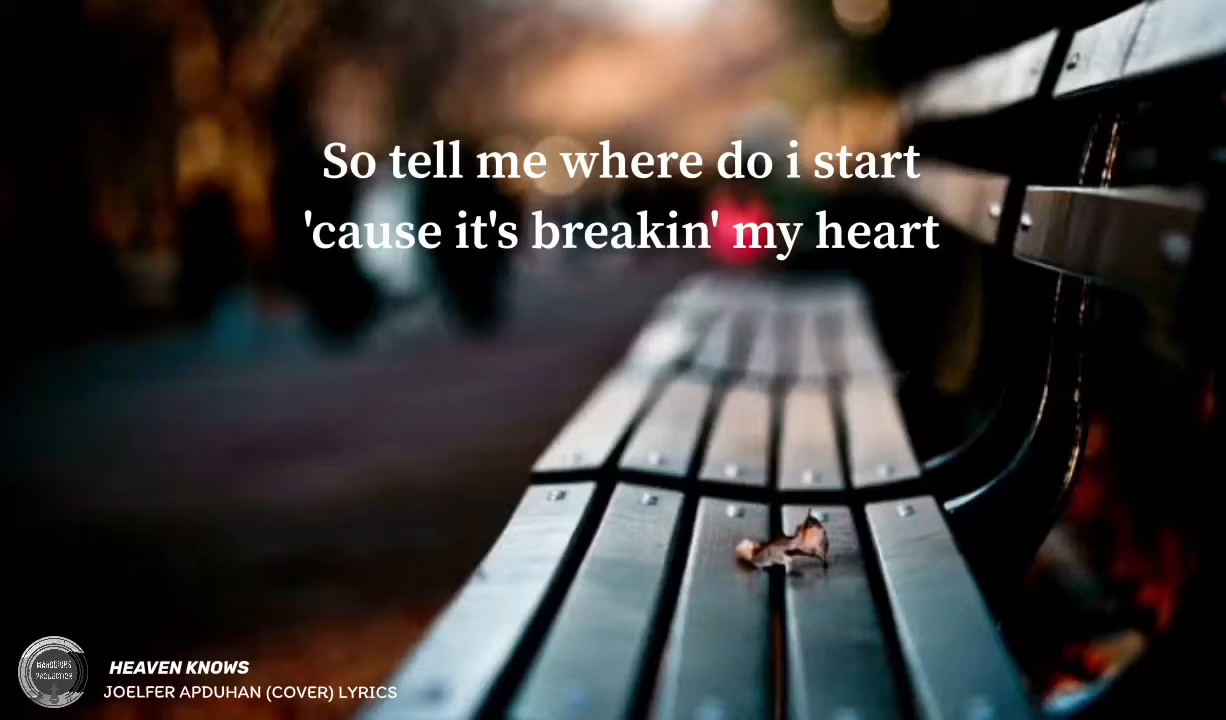 So tell me where do i start
'cause it's breakin' my heart
HEAVEN KNOWS
JOELFER APDUHAN (COVER) LYRICS